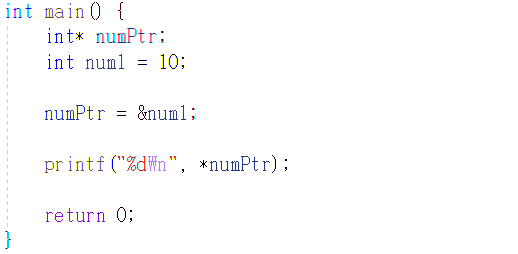 int main() {
int* numPtr;
int num1 = 10;
numPtr = &num1;
printf("%d₩n", *numPtr);
return 0;
}